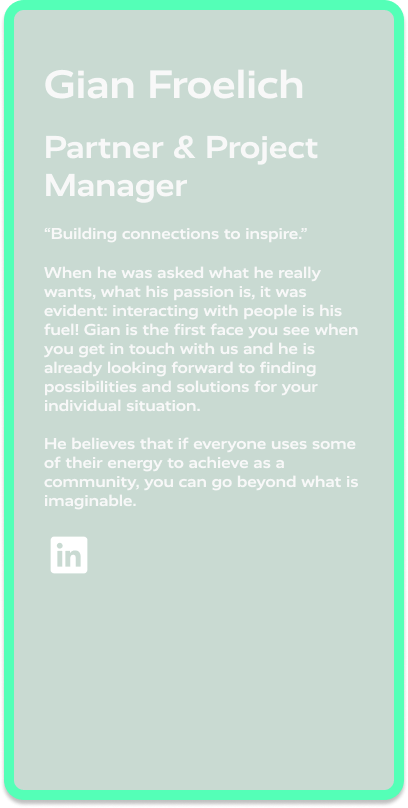 Gian Froelich
Partner & Project
Manager
“Building connections to inspire.”
When he was asked what he really
wants, what his passion is, it was
evident: interacting with people is his
fuel! Gian is the first face you see when
you get in touch with us and he is
already looking forward to finding
possibilities and solutions for your
individual situation.
He believes that if everyone uses some
of their energy to achieve as a
community, you can go beyond what is
imaginable.
in